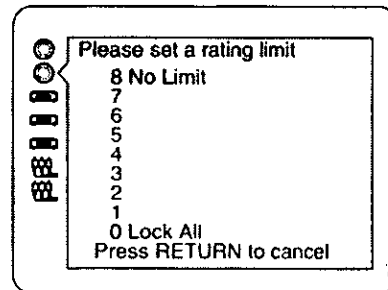 Please set a rating limit
8 No Limit
7
6
5
4
3
2
1
0 Lock All
Press RETURN to cancel